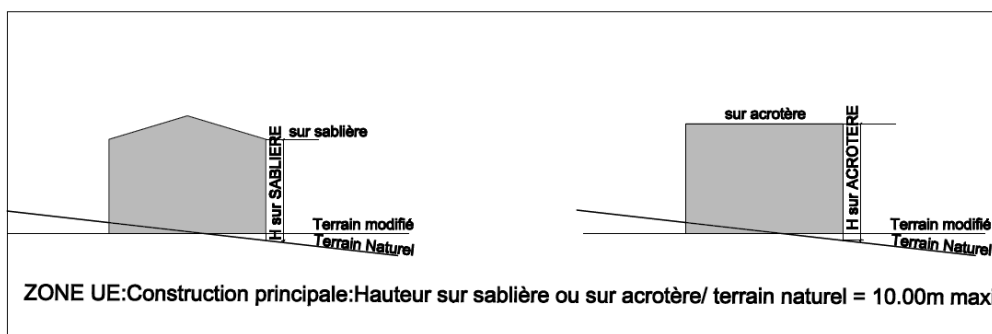 sur sablière
H sur SABLIERE
Terrain modifié
Terrain Naturel
sur acrotère
H sur ACROTERE
Terrain modifié
Terrain Naturel
ZONE UE:Construction principale:Hauteur sur sablière ou sur acrotère/ terrain naturel = 10.00m maxi